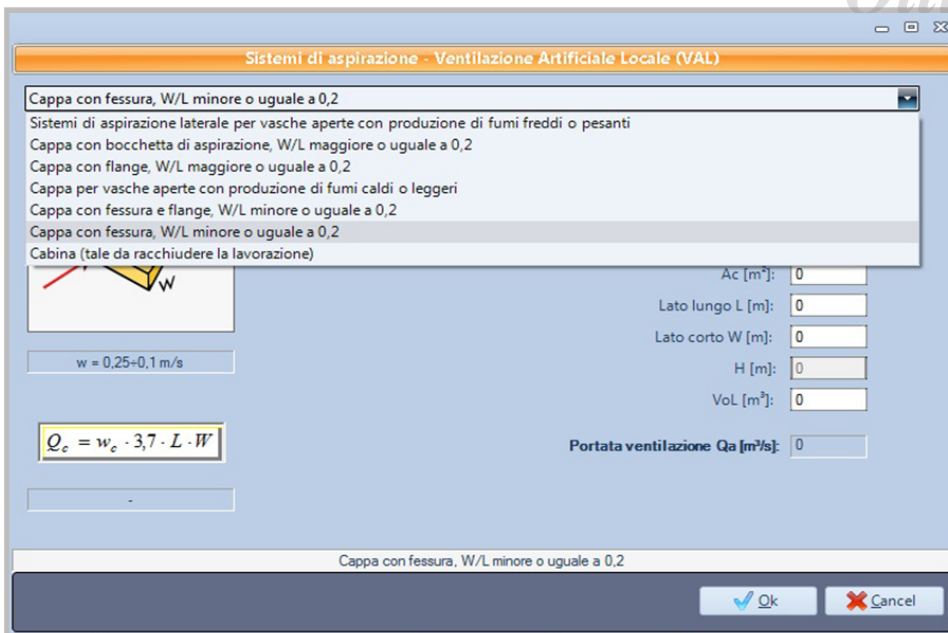 Sistemi di aspirazione - Ventilazione Artificiale Locale (VAL)
Cappa con fessura, W/L minore o uguale a 0,2
Sistemi di aspirazione laterale per vasche aperte con produzione di fumi freddi o pesanti
Cappa con bocchetta di aspirazione, W/L maggiore o uguale a 0,2
Cappa con flange, W/L maggiore o uguale a 0,2
Cappa per vasche aperte con produzione di fumi caldi o leggeri
Cappa con fessura e flange, W/L minore o uguale a 0,2
Cappa con fessura, W/L minore o uguale a 0,2
Cabina (tale da racchiudere la lavorazione)
W
Ac [m²]: 0
Lato lungo L [m]: 0
Lato corto W [m]: 0
w = 0,25÷0,1 m/s
H [m]: 0
VoL [m³]: 0
Q_c = w_c · 3,7 · L · W
Portata ventilazione Qa [m³/s]: 0
-
Cappa con fessura, W/L minore o uguale a 0,2
Ok Cancel